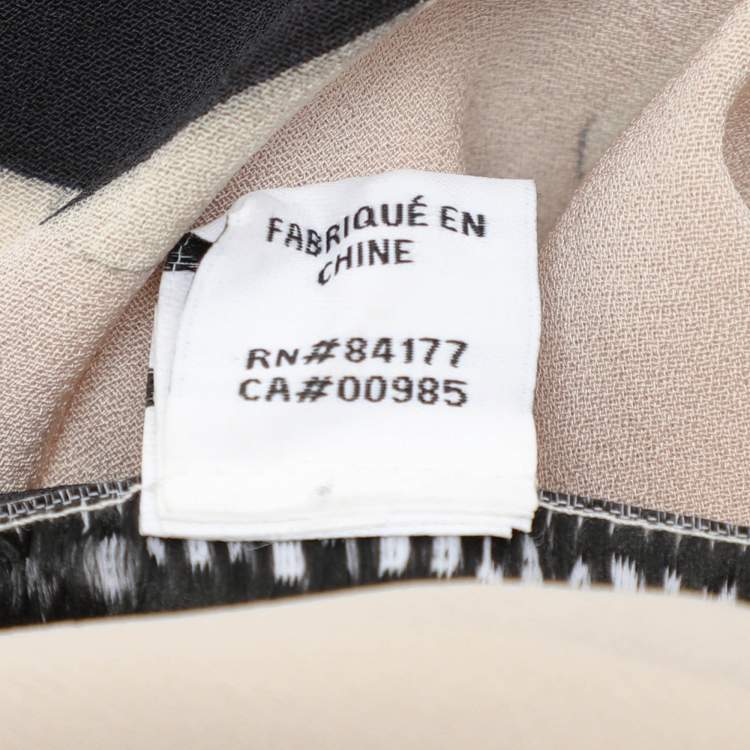 FABRIQUÉ EN
CHINE
RN#84177
CA#00985